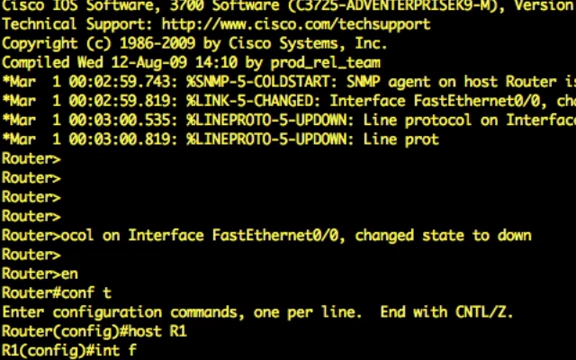 Cisco IOS Software, 3700 Software (C3725-ADVENTERPRISEK9-M), Version
Technical Support: http://www.cisco.com/techsupport
Copyright (c) 1986-2009 by Cisco Systems, Inc.
Compiled Wed 12-Aug-09 14:10 by prod_rel_team
*Mar  1 00:02:59.743: %SNMP-5-COLDSTART: SNMP agent on host Router is
*Mar  1 00:02:59.819: %LINK-5-CHANGED: Interface FastEthernet0/0, cha
*Mar  1 00:03:00.535: %LINEPROTO-5-UPDOWN: Line protocol on Interface
*Mar  1 00:03:00.819: %LINEPROTO-5-UPDOWN: Line prot
Router>
Router>
Router>
Router>
Router>ocol on Interface FastEthernet0/0, changed state to down
Router>
Router>en
Router#conf t
Enter configuration commands, one per line.  End with CNTL/Z.
Router(config)#host R1
R1(config)#int f